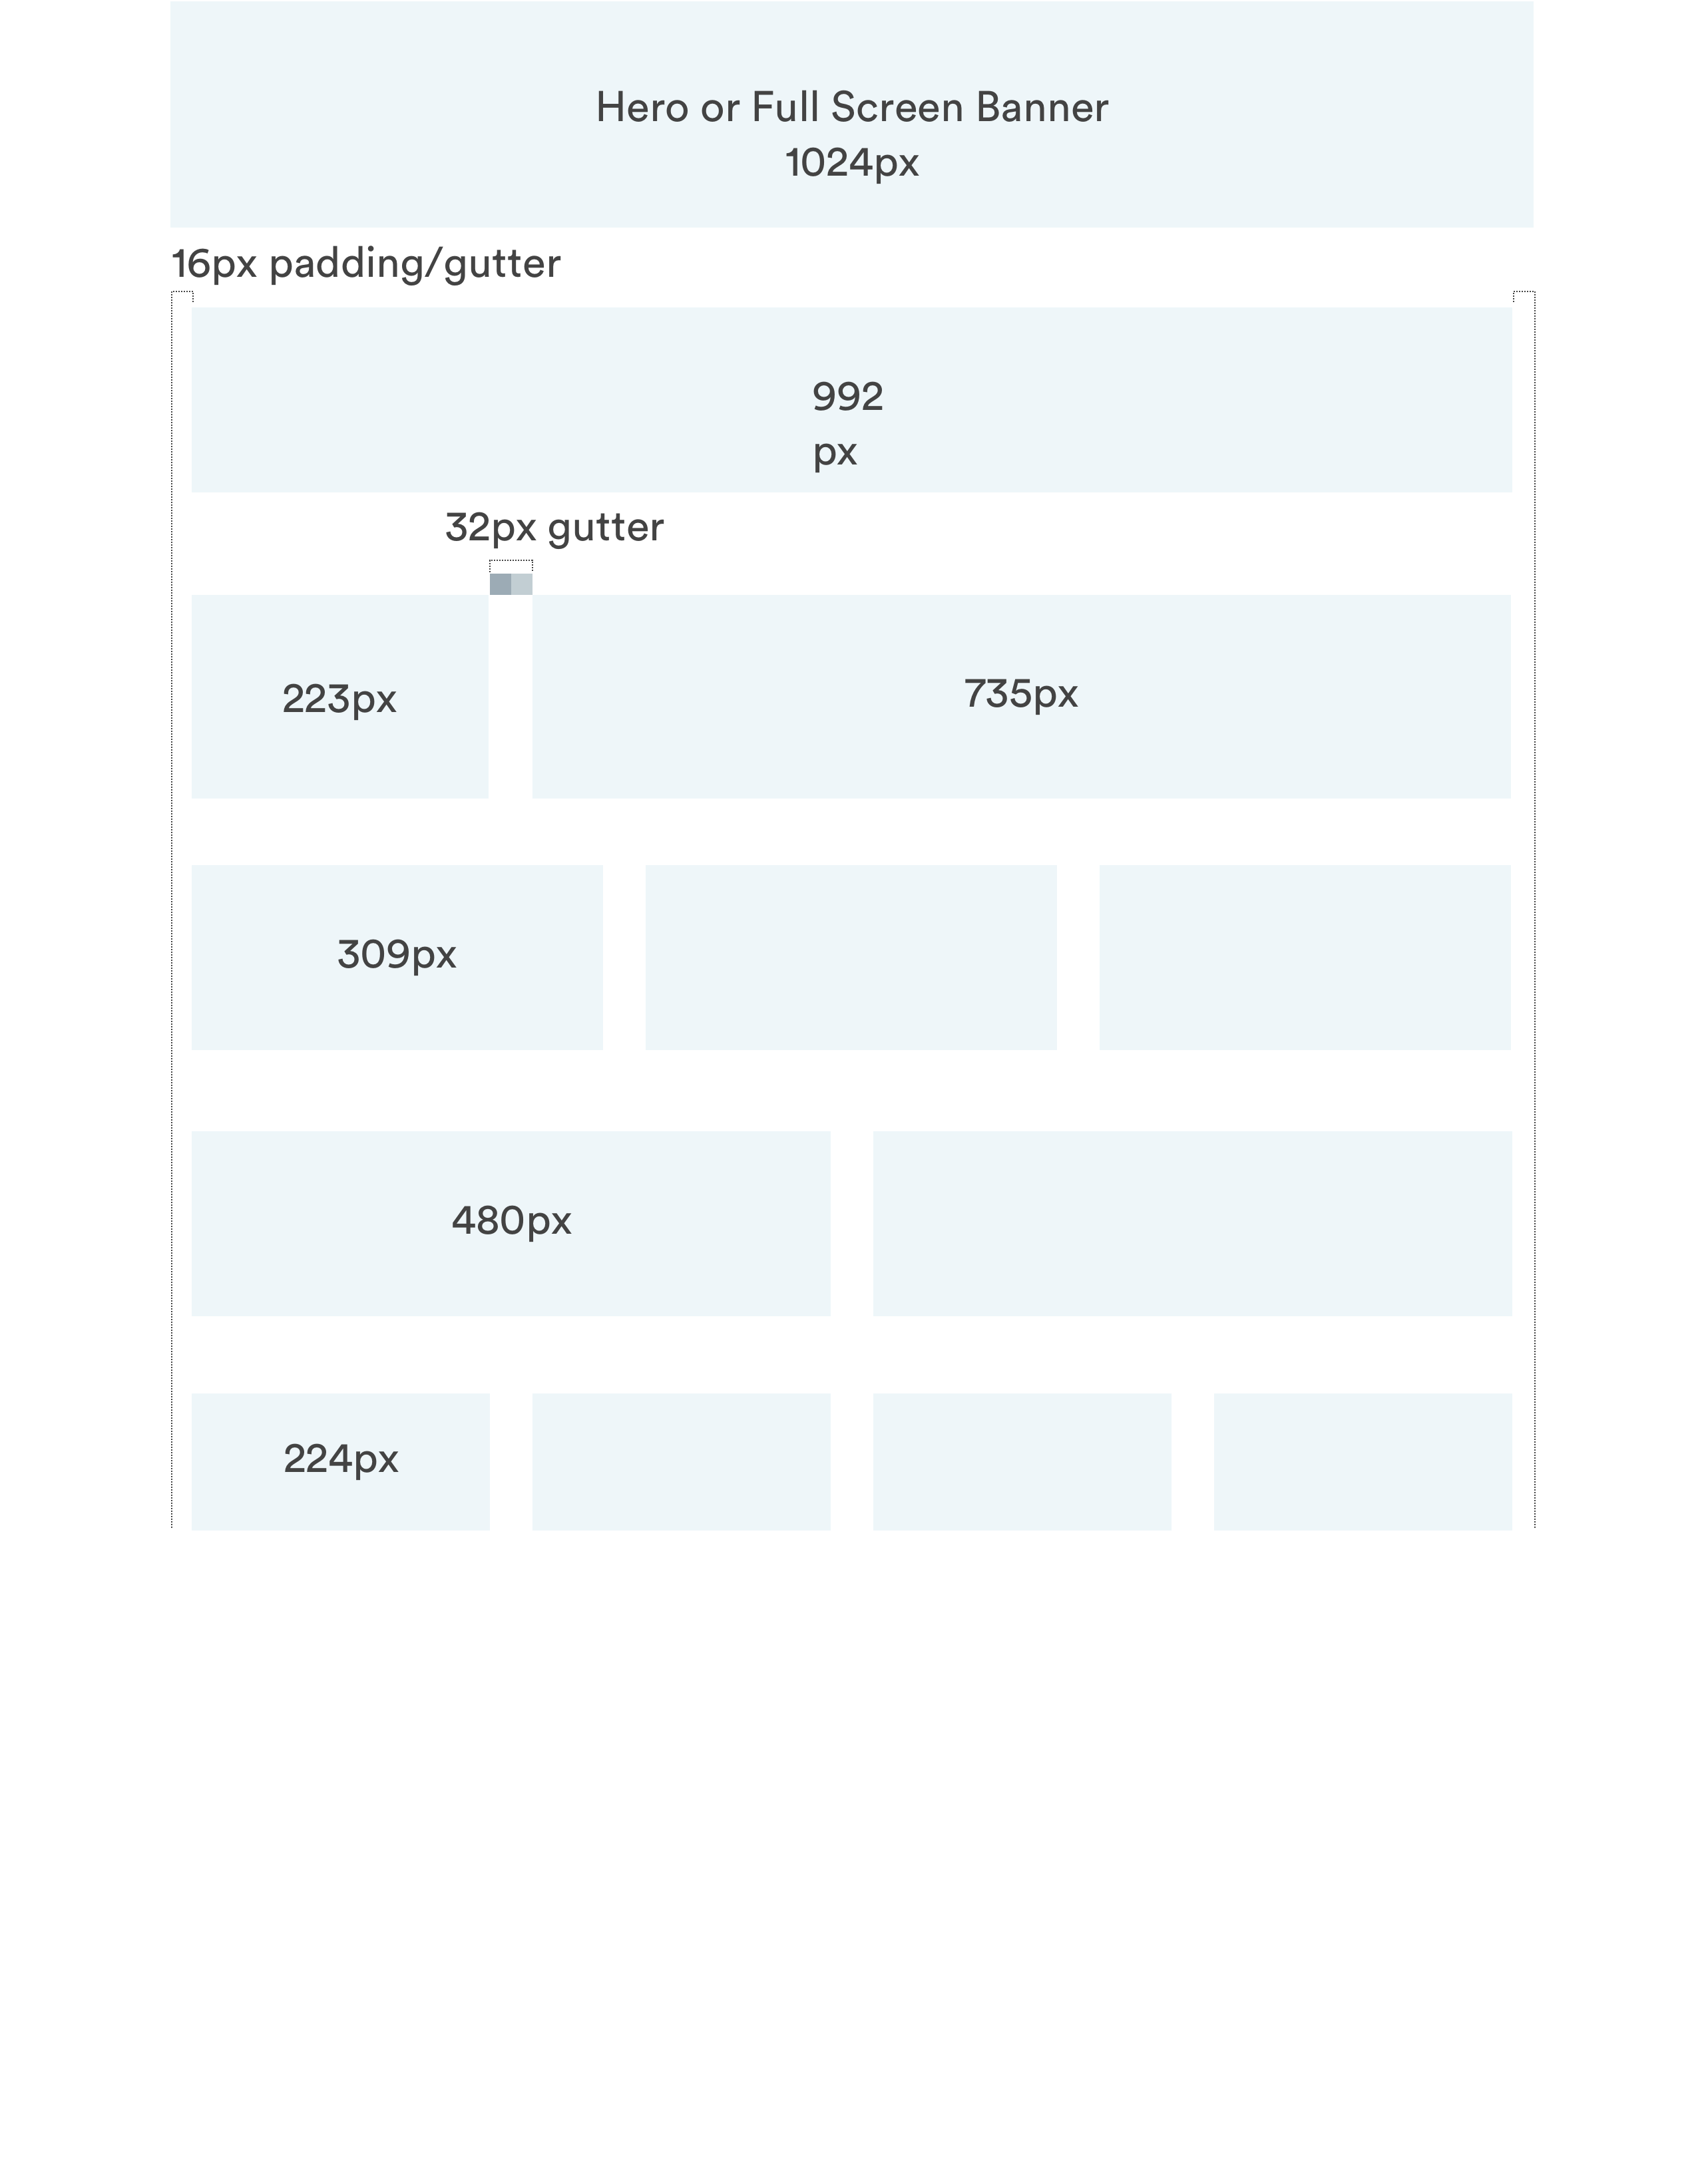 Hero or Full Screen Banner
1024px
16px padding/gutter
992
px
32px gutter
223px
735px
309px
480px
224px